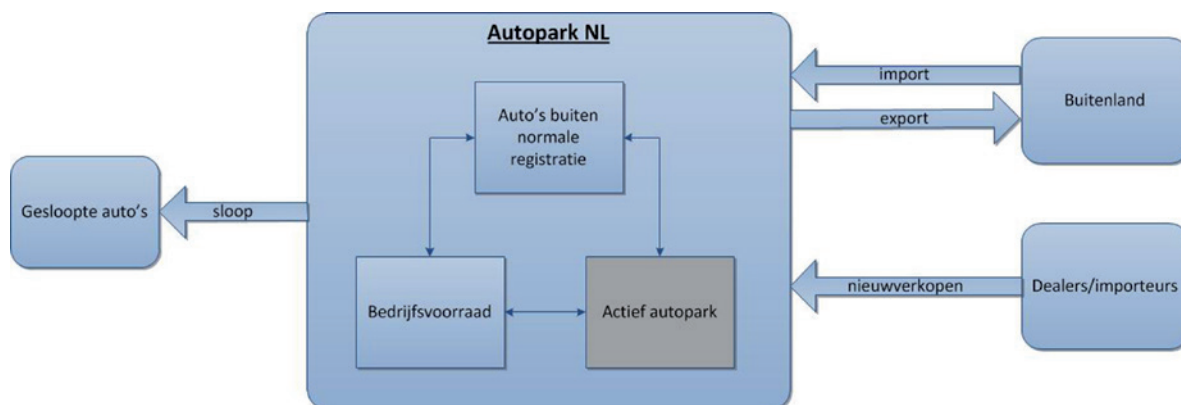 Autopark NL
import
Buitenland
export
Auto's buiten
normale
registratie
Gesloopte auto's
sloop
Bedrijfsvoorraad
Actief autopark
nieuwverkopen
Dealers/importeurs